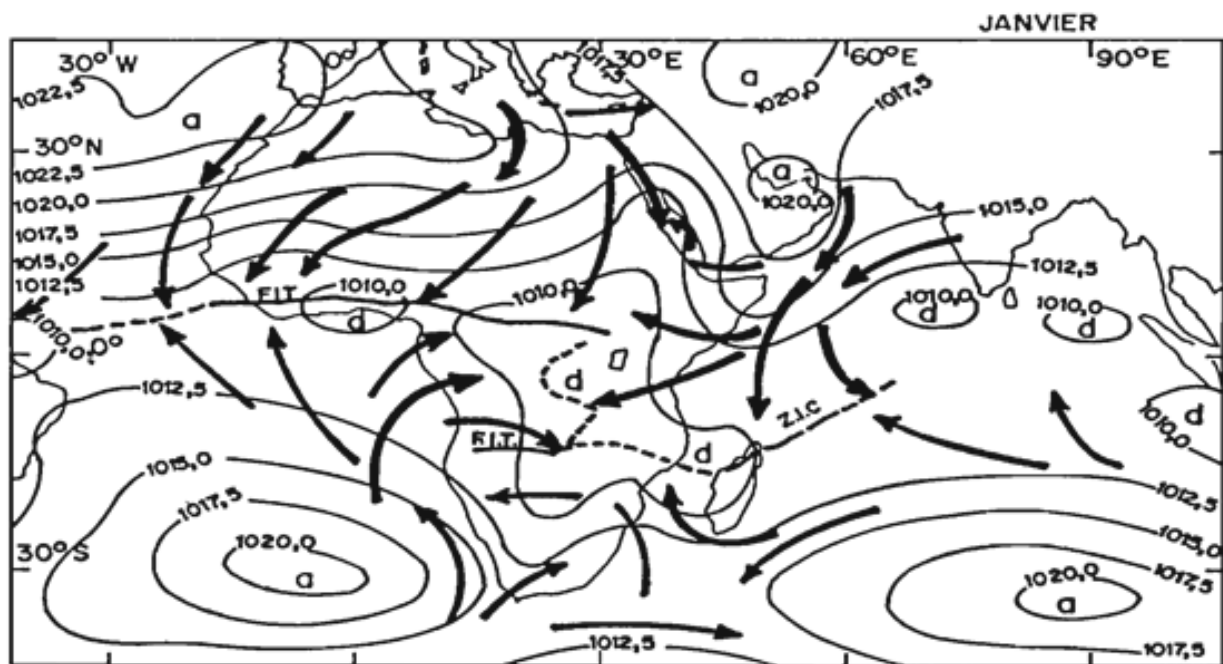 JANVIER
30°W 0° 30°E 60°E 90°E
1017,5
1022,5 a a 1020,0 1017,5
30°N
1022,5 a
1020,0 1020,0
1017,5 1015,0
1015,0 1012,5
1012,5 F.I.T. 1010,0 1010,0 1010,0 1010,0
d d d
1010,0 0°
d
1012,5 Z.I.C d
F.I.T. d 1010,0
1015,0
1017,5 1012,5
30°S 1020,0 1015,0
a 1020,0 1017,5
a
1012,5 1017,5